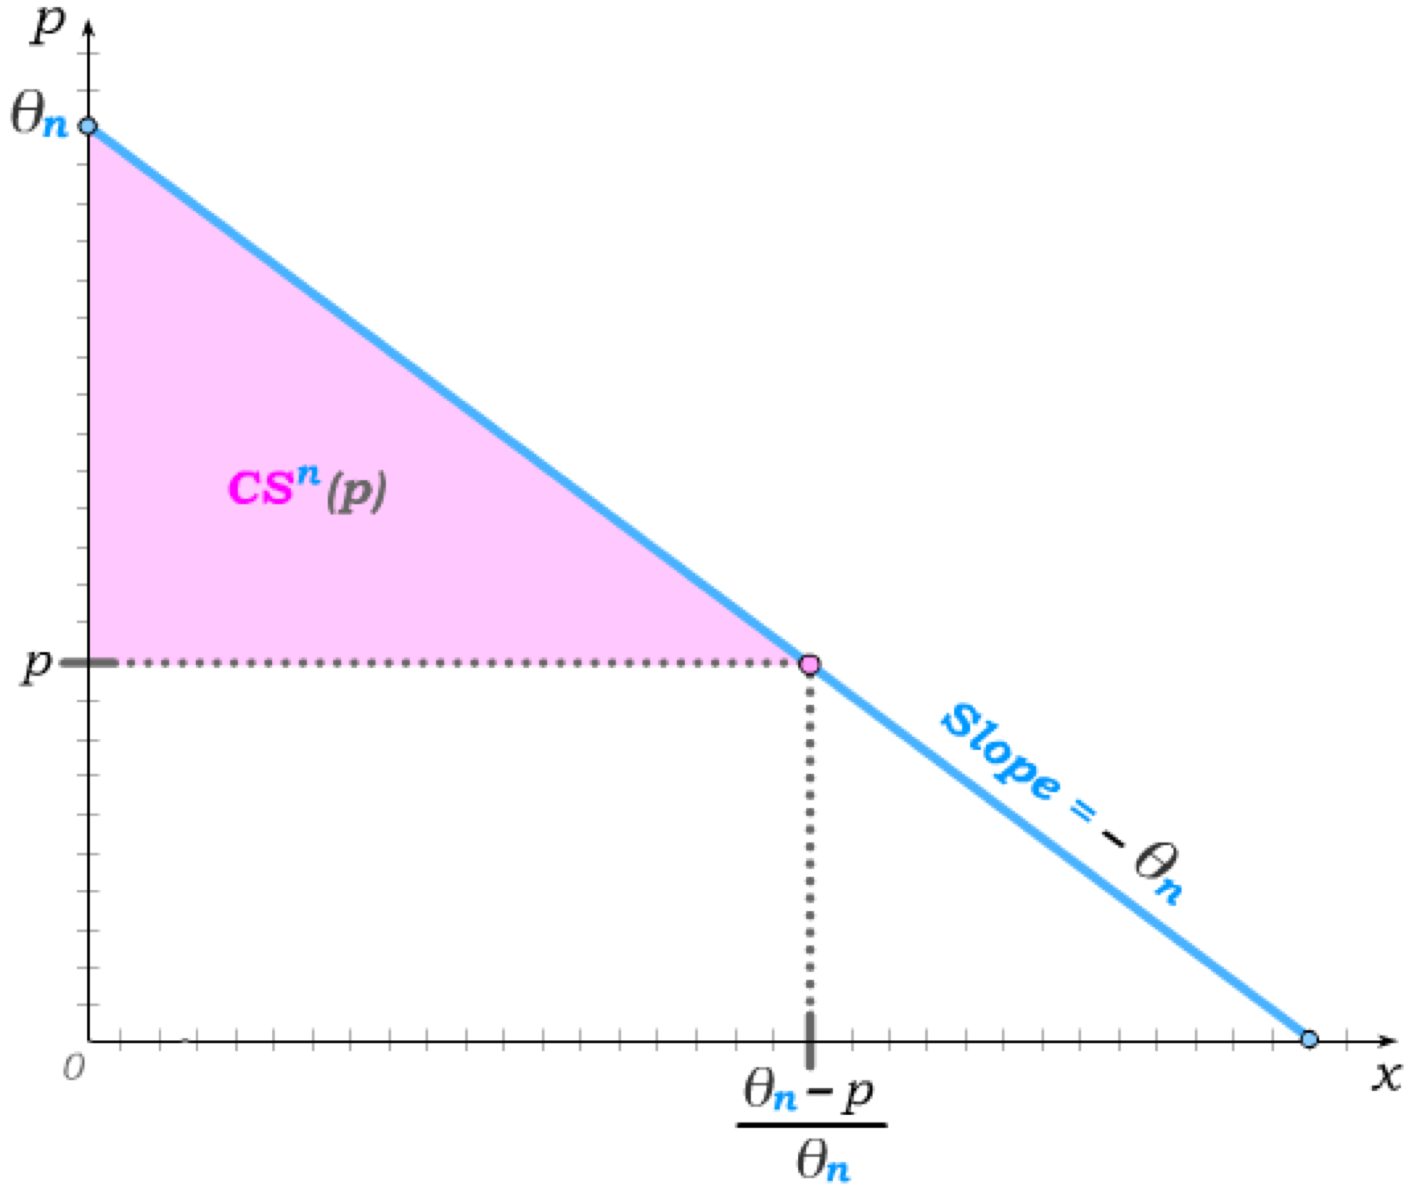 p
θn
CSn(p)
p
Slope = - θn
0
x
θn - p
θn